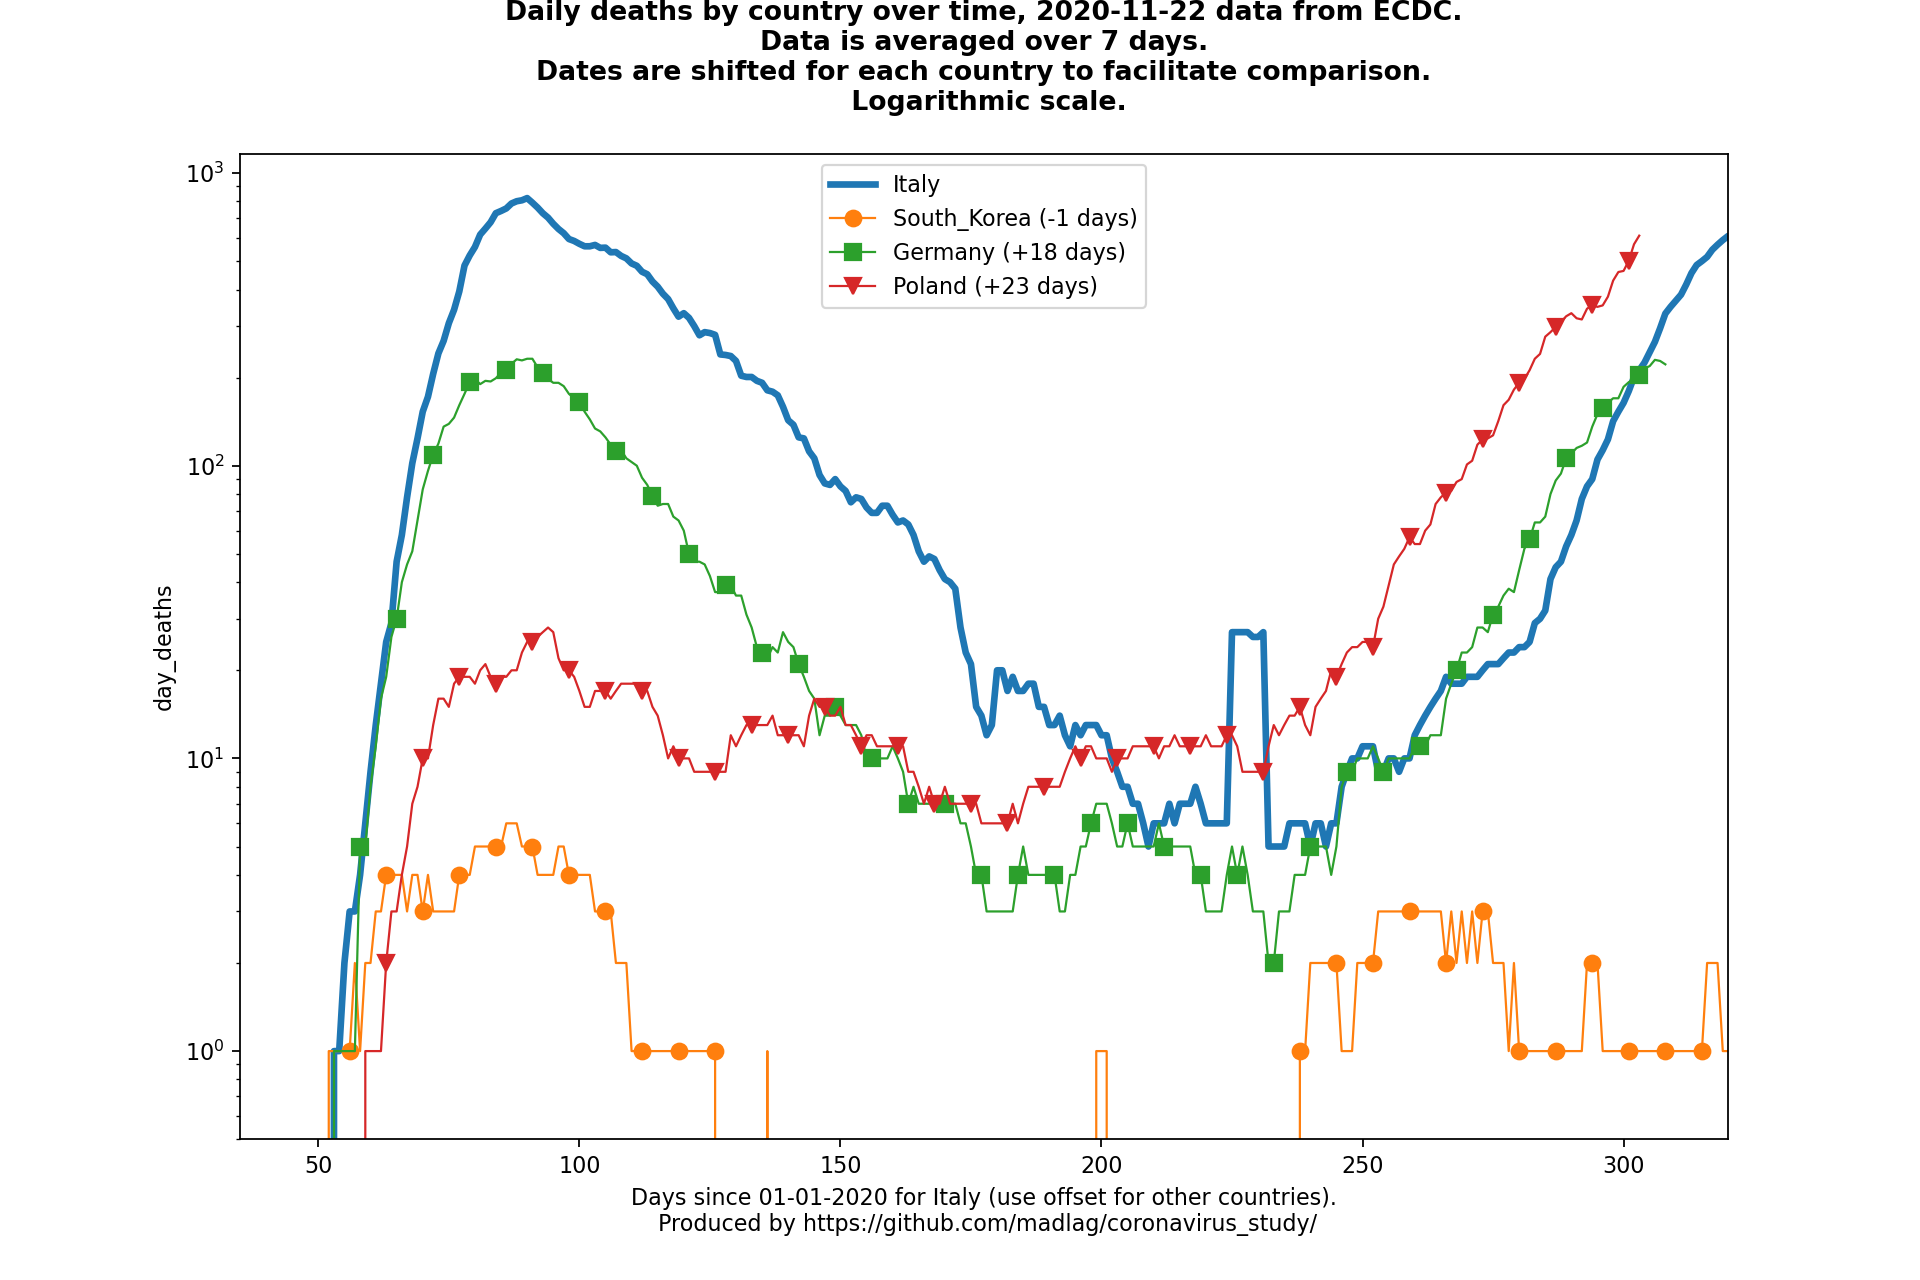 Daily deaths by country over time, 2020-11-22 data from ECDC.
Data is averaged over 7 days.
Dates are shifted for each country to facilitate comparison.
Logarithmic scale.
10³
10²
10¹
10⁰
day_deaths
Italy
South_Korea (-1 days)
Germany (+18 days)
Poland (+23 days)
50 100 150 200 250 300
Days since 01-01-2020 for Italy (use offset for other countries).
Produced by https://github.com/madlag/coronavirus_study/